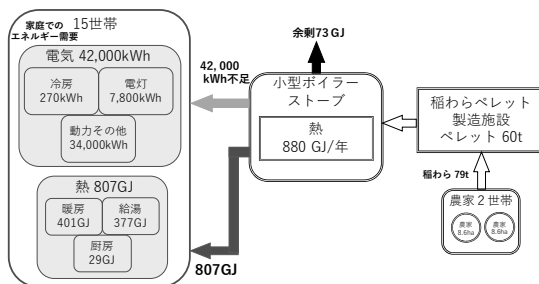 家庭での
エネルギー需要
15世帯
電気 42,000kWh
冷房
270kWh
電灯
7,800kWh
動力その他
34,000kWh
熱 807GJ
暖房
401GJ
給湯
377GJ
厨房
29GJ
42,000
kWh不足
807GJ
余剰73GJ
小型ボイラー
ストーブ
熱
880 GJ/年
稲わらペレット
製造施設
ペレット 60t
稲わら 79t
農家２世帯
農家
8.6ha
農家
8.6ha